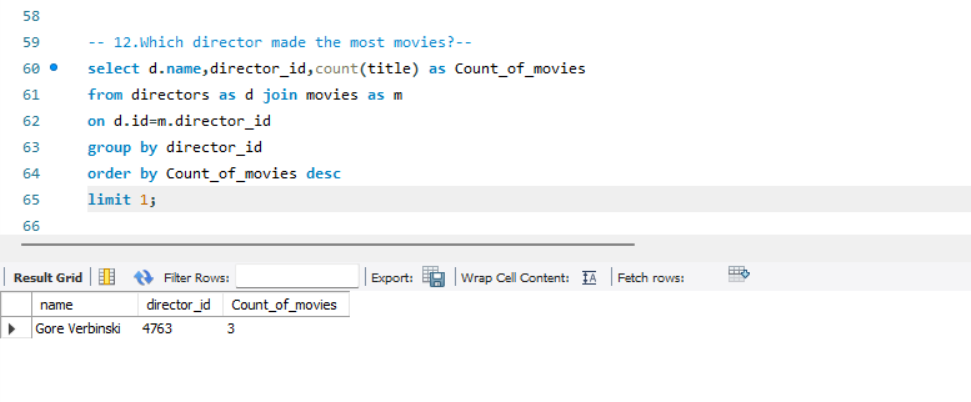 58
59 -- 12.Which director made the most movies?--
60 select d.name,director_id,count(title) as Count_of_movies
61 from directors as d join movies as m
62 on d.id=m.director_id
63 group by director_id
64 order by Count_of_movies desc
65 limit 1;
66
Result Grid Filter Rows: Export: Wrap Cell Content: Fetch rows:
name director_id Count_of_movies
Gore Verbinski 4763 3